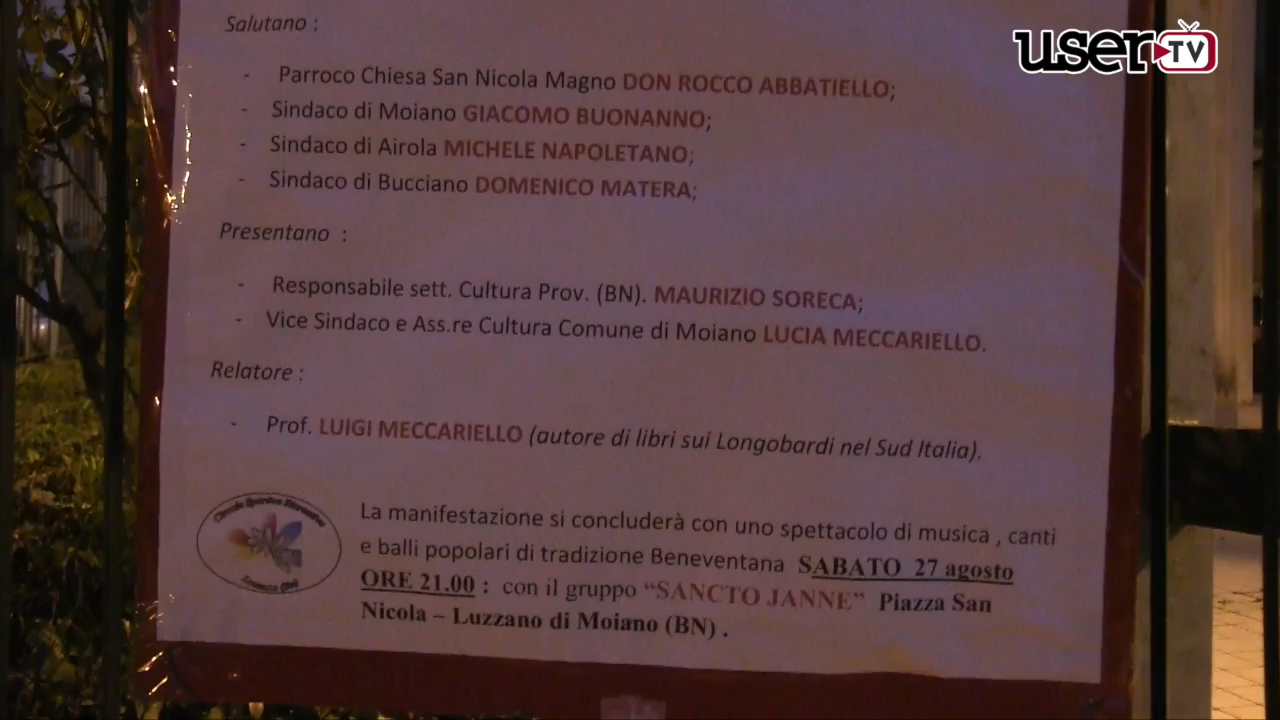 user TV
Salutano :
- Parroco Chiesa San Nicola Magno DON ROCCO ABBATIELLO;
- Sindaco di Moiano GIACOMO BUONANNO;
- Sindaco di Airola MICHELE NAPOLETANO;
- Sindaco di Bucciano DOMENICO MATERA;
Presentano :
- Responsabile sett. Cultura Prov. (BN). MAURIZIO SORECA;
- Vice Sindaco e Ass.re Cultura Comune di Moiano LUCIA MECCARIELLO.
Relatore :
- Prof. LUIGI MECCARIELLO (autore di libri sui Longobardi nel Sud Italia).
La manifestazione si concluderà con uno spettacolo di musica , canti
e balli popolari di tradizione Beneventana SABATO 27 agosto
ORE 21.00 : con il gruppo “SANCTO JANNE” Piazza San
Nicola – Luzzano di Moiano (BN) .